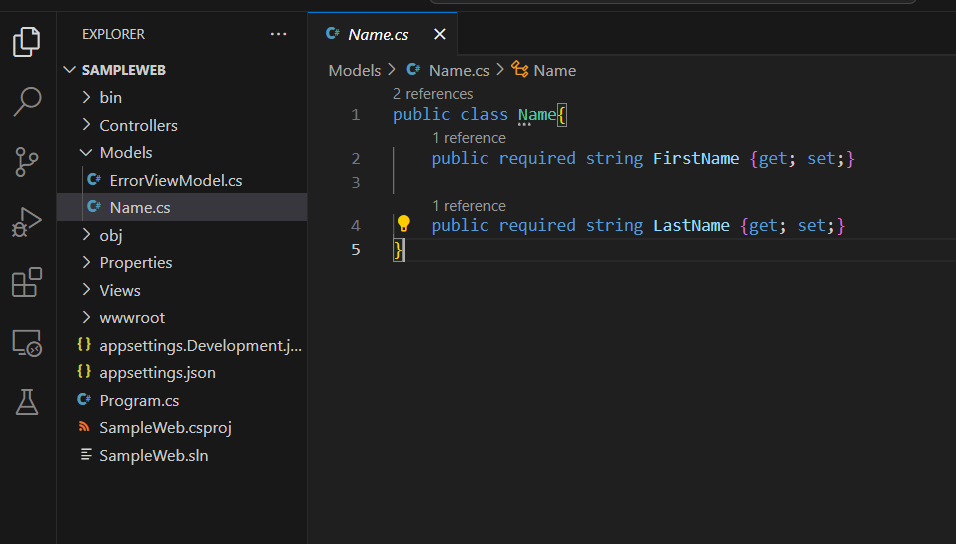 EXPLORER
SAMPLEWEB
bin
Controllers
Models
C# ErrorViewModel.cs
C# Name.cs
obj
Properties
Views
wwwroot
{} appsettings.Development.j...
{} appsettings.json
C# Program.cs
SampleWeb.csproj
SampleWeb.sln
C# Name.cs
Models > C# Name.cs > Name
2 references
1 public class Name{
1 reference
2 public required string FirstName {get; set;}
3
1 reference
4 public required string LastName {get; set;}
5 }